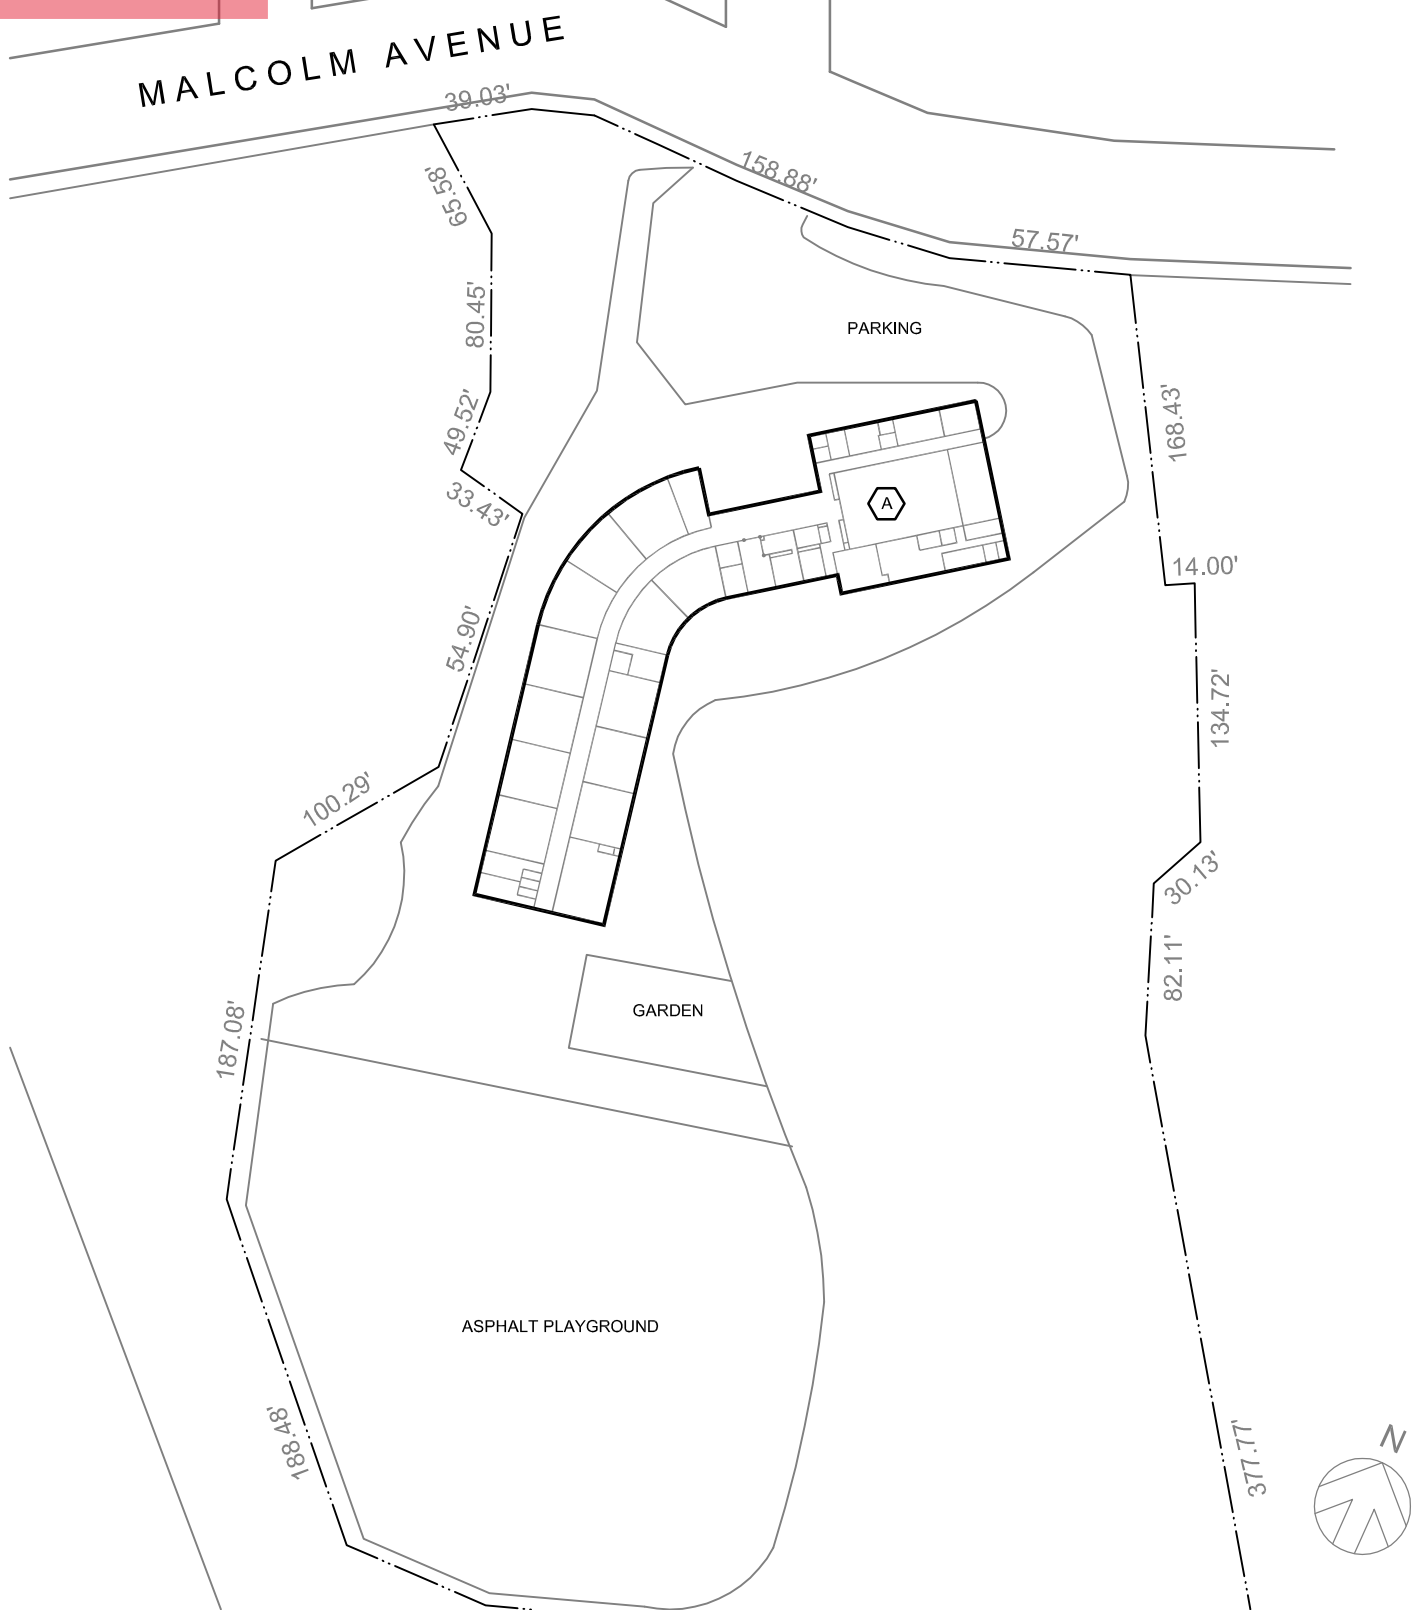 MALCOLM AVENUE
39.03'
158.88'
65.58'
57.57'
80.45'
PARKING
49.52'
168.43'
33.43'
A
14.00'
54.90'
134.72'
100.29'
30.13'
82.11'
GARDEN
187.08'
ASPHALT PLAYGROUND
188.48'
377.77'
N